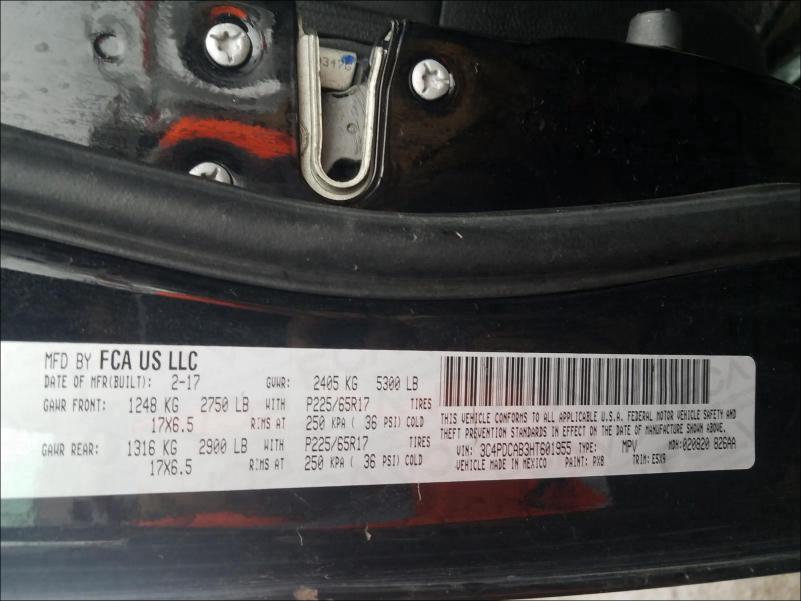 MFD BY FCA US LLC
DATE OF MFR(BUILT): 2-17 GVWR: 2405 KG 5300 LB
GAWR FRONT: 1248 KG 2750 LB WITH P225/65R17 TIRES
17X6.5 RIMS AT 250 KPA ( 36 PSI) COLD
GAWR REAR: 1316 KG 2900 LB WITH P225/65R17 TIRES
17X6.5 RIMS AT 250 KPA ( 36 PSI) COLD
THIS VEHICLE CONFORMS TO ALL APPLICABLE U.S.A. FEDERAL MOTOR VEHICLE SAFETY AND
THEFT PREVENTION STANDARDS IN EFFECT ON THE DATE OF MANUFACTURE SHOWN ABOVE.
VIN: 3C4PDCAB3HT601955 TYPE: MPV MDH: 020820 826AA
VEHICLE MADE IN MEXICO PAINT: PX8 TRIM: E5X9